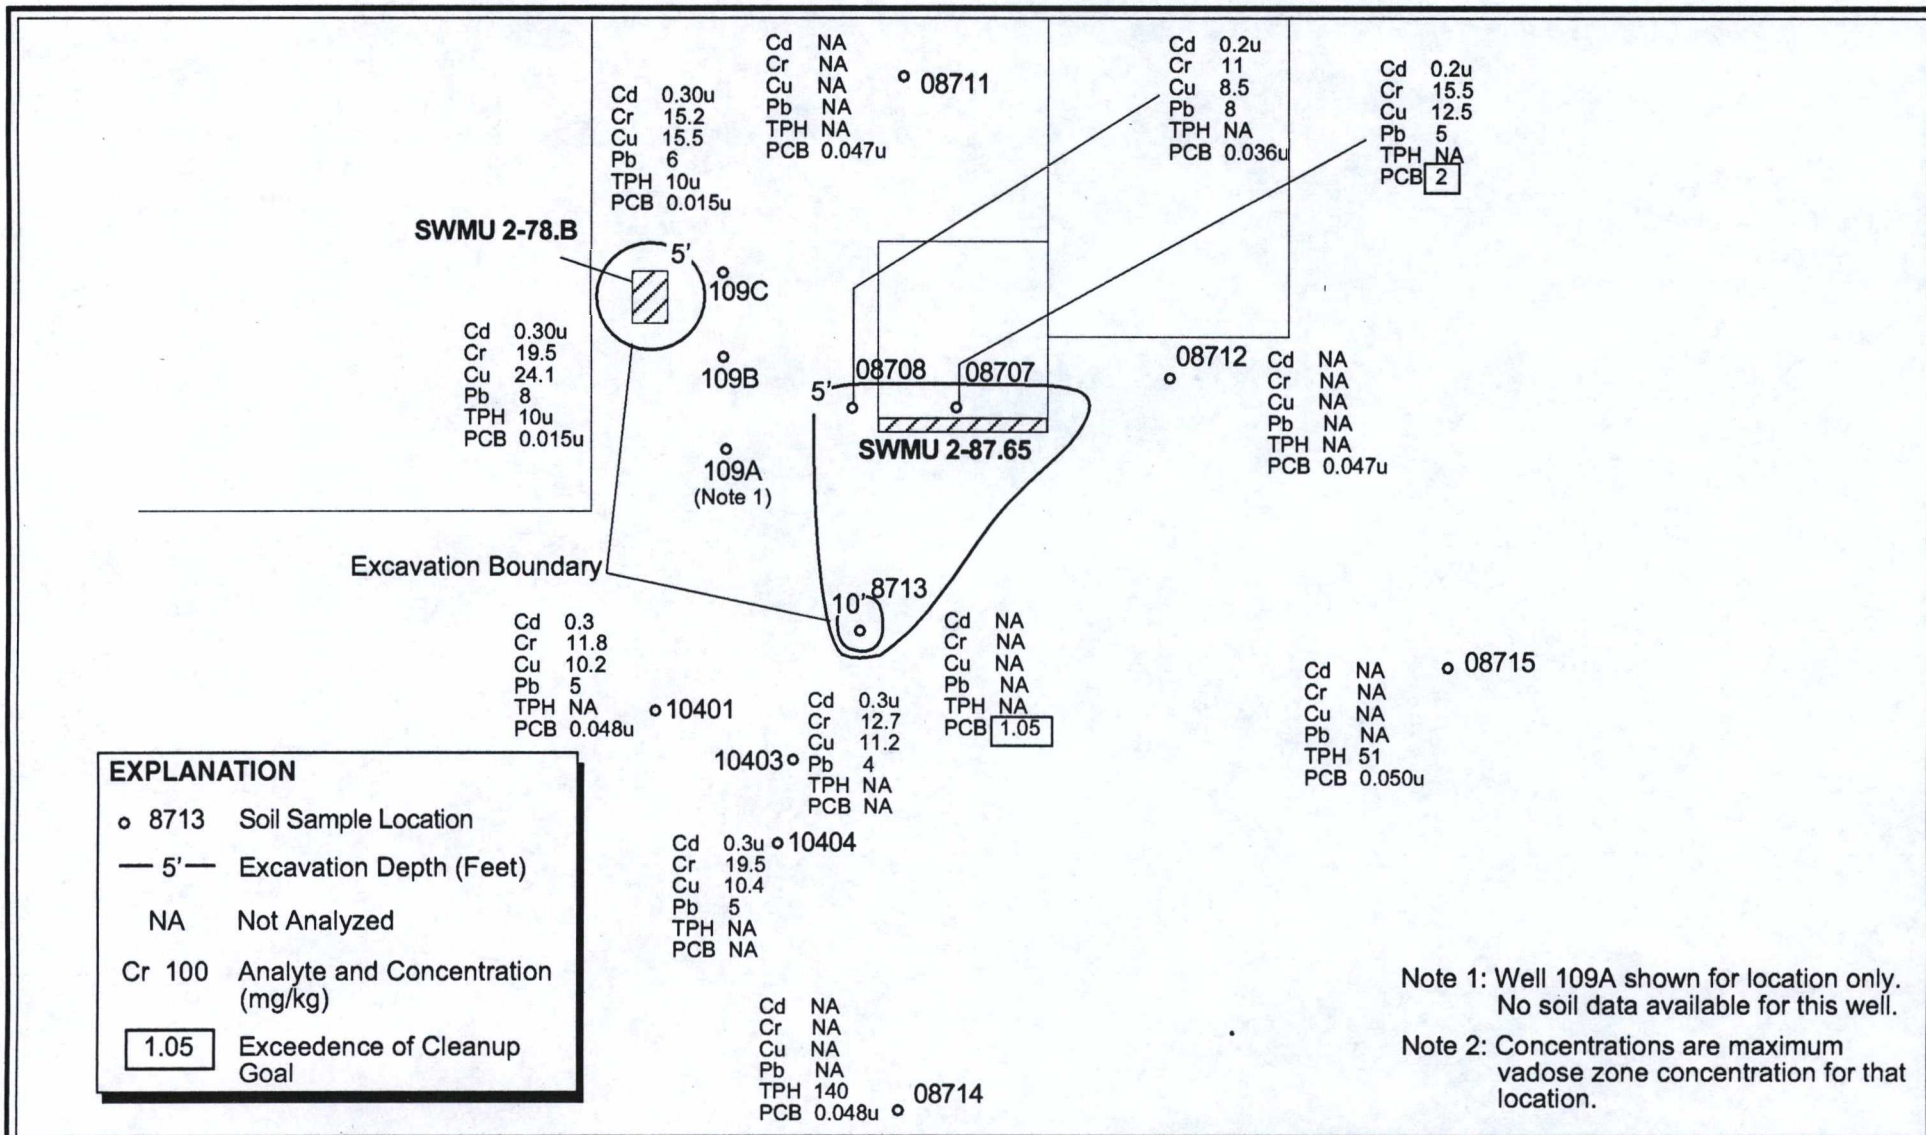 Cd NA
Cr NA
Cu NA
Pb NA
TPH NA
PCB 0.047u
08711
Cd 0.2u
Cr 11
Cu 8.5
Pb 8
TPH NA
PCB 0.036u
Cd 0.2u
Cr 15.5
Cu 12.5
Pb 5
TPH NA
PCB 2
Cd 0.30u
Cr 15.2
Cu 15.5
Pb 6
TPH 10u
PCB 0.015u
SWMU 2-78.B
5'
109C
Cd 0.30u
Cr 19.5
Cu 24.1
Pb 8
TPH 10u
PCB 0.015u
109B
5'
08708
08707
SWMU 2-87.65
08712
Cd NA
Cr NA
Cu NA
Pb NA
TPH NA
PCB 0.047u
109A
(Note 1)
Excavation Boundary
10'
8713
Cd 0.3
Cr 11.8
Cu 10.2
Pb 5
TPH NA
PCB 0.048u
10401
Cd NA
Cr NA
Cu NA
Pb NA
TPH NA
PCB 1.05
Cd 0.3u
Cr 12.7
Cu 11.2
Pb 4
TPH NA
PCB NA
10403
08715
Cd NA
Cr NA
Cu NA
Pb NA
TPH 51
PCB 0.050u
Cd 0.3u
Cr 19.5
Cu 10.4
Pb 5
TPH NA
PCB NA
10404
Cd NA
Cr NA
Cu NA
Pb NA
TPH 140
PCB 0.048u
08714
EXPLANATION
8713 Soil Sample Location
5' Excavation Depth (Feet)
NA Not Analyzed
Cr 100 Analyte and Concentration
(mg/kg)
1.05 Exceedence of Cleanup
Goal
Note 1: Well 109A shown for location only.
No soil data available for this well.
Note 2: Concentrations are maximum
vadose zone concentration for that
location.